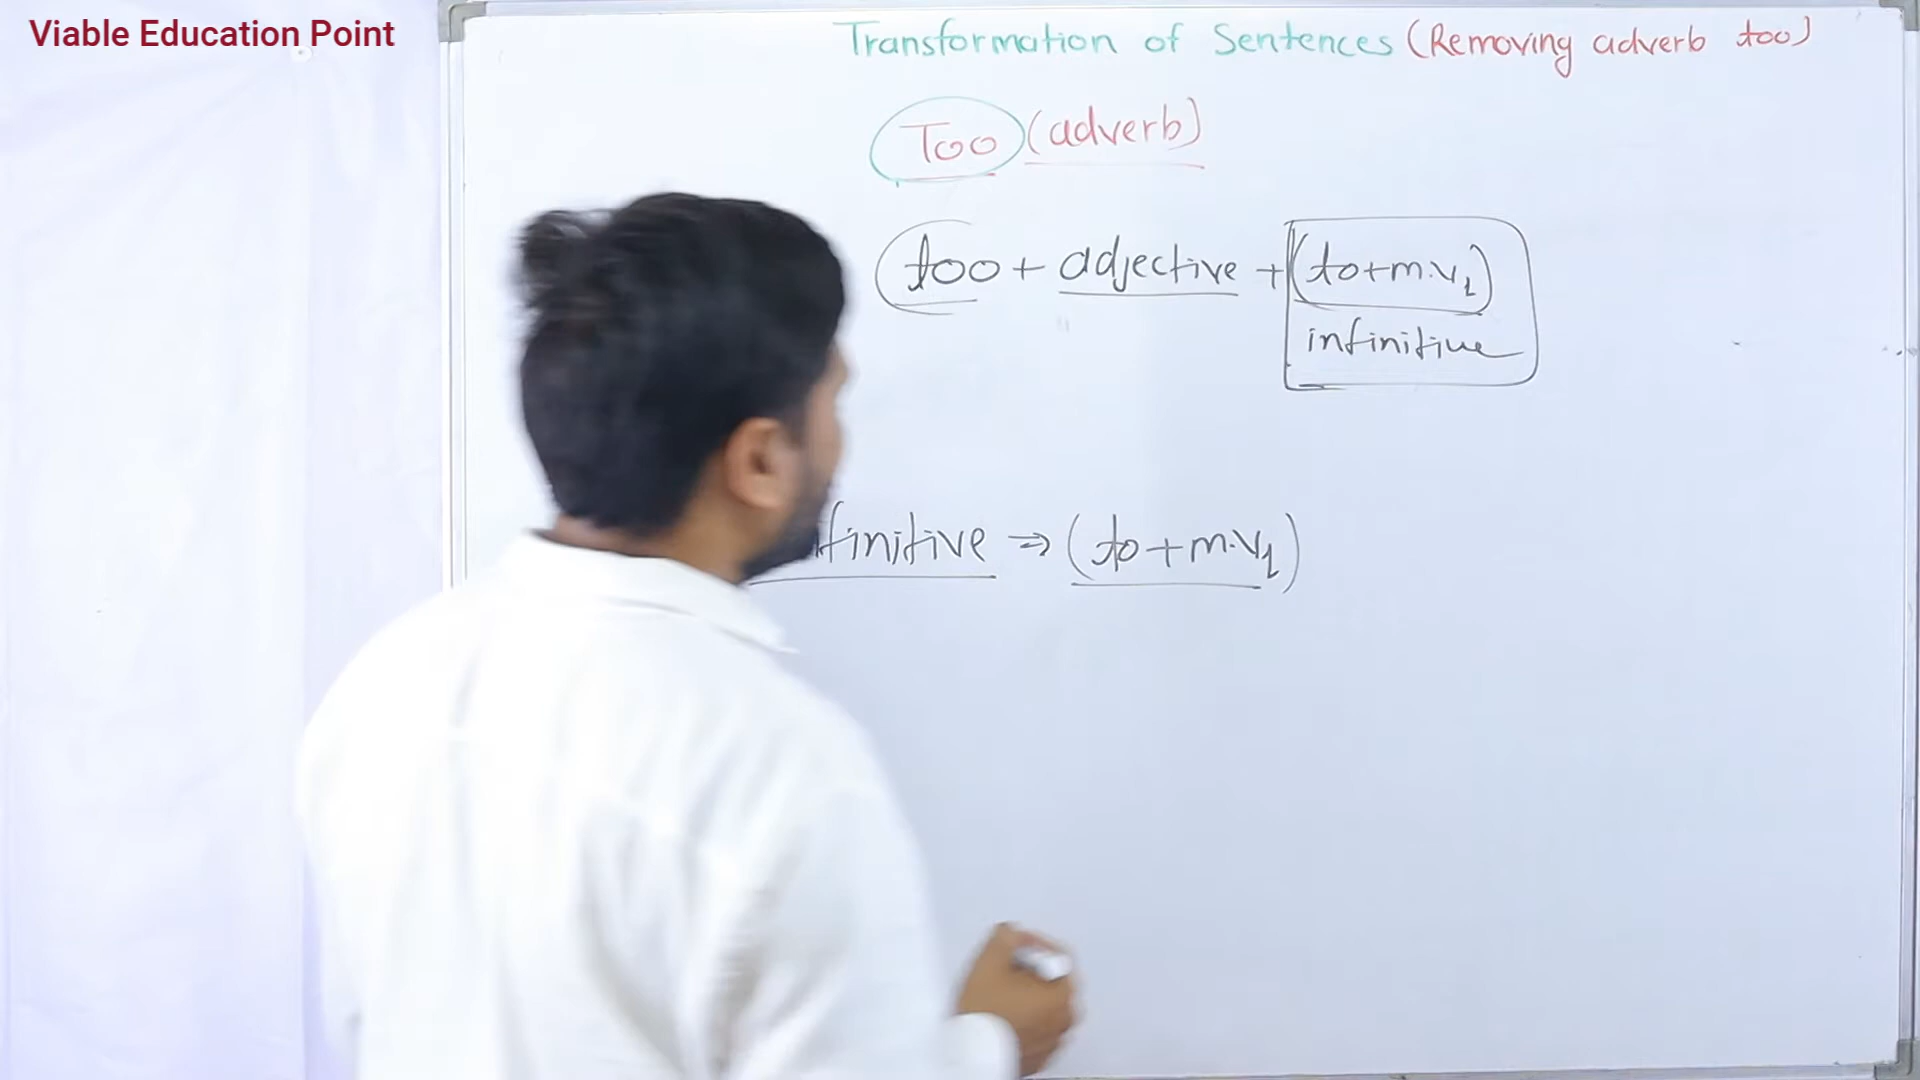 Viable Education Point
Transformation of Sentences (Removing adverb too)
Too (adverb)
too + adjective + (to+m.v1)
infinitive
finitive ⇒ (to+m.v1)